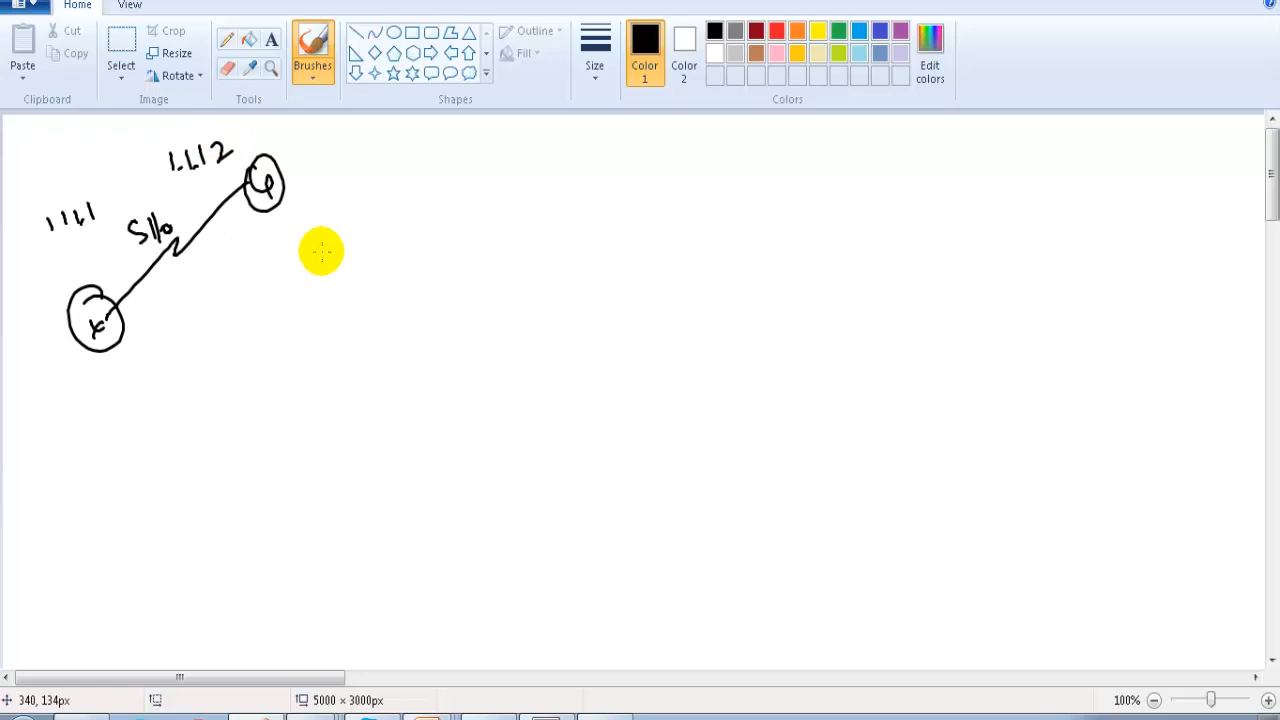 Home View
Paste
Cut
Clipboard
Select
Crop
Resize
Rotate
Image
A
Tools
Brushes
Shapes
Outline
Fill
Size
Color
1
Color
2
Edit
colors
Colors
1.1.1.2
1.1.1.1
S1/0
340, 134px
5000 × 3000px
100%